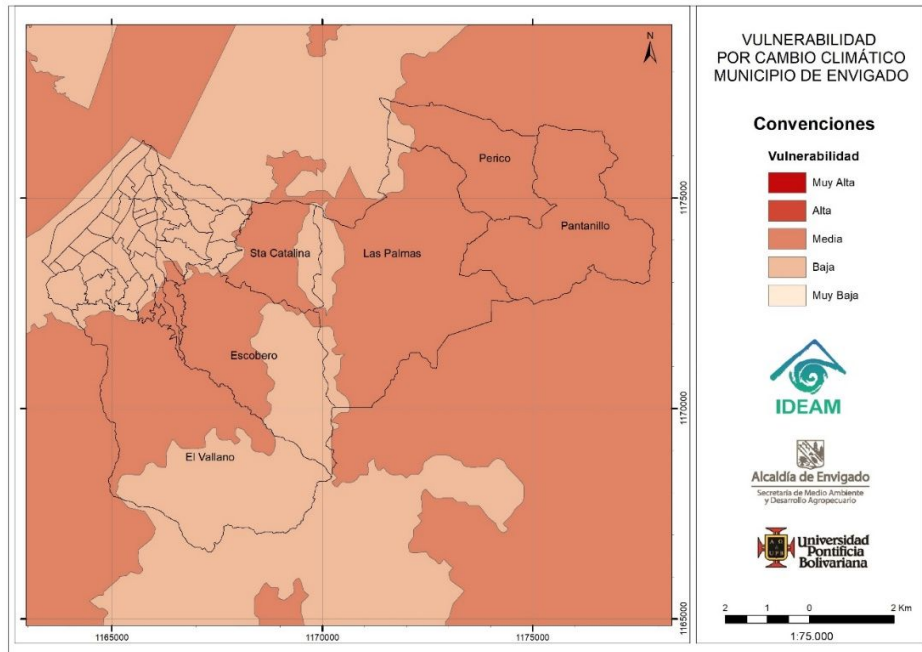 N
Perico
Pantanillo
Sta Catalina
Las Palmas
Escobero
El Vallano
1165000
1170000
1175000
1175000
1170000
1165000
VULNERABILIDAD
POR CAMBIO CLIMÁTICO
MUNICIPIO DE ENVIGADO
Convenciones
Vulnerabilidad
Muy Alta
Alta
Media
Baja
Muy Baja
IDEAM
Alcaldía de Envigado
Secretaría de Medio Ambiente
y Desarrollo Agropecuario
Universidad
Pontificia
Bolivariana
2 1 0 2 Km
1:75.000